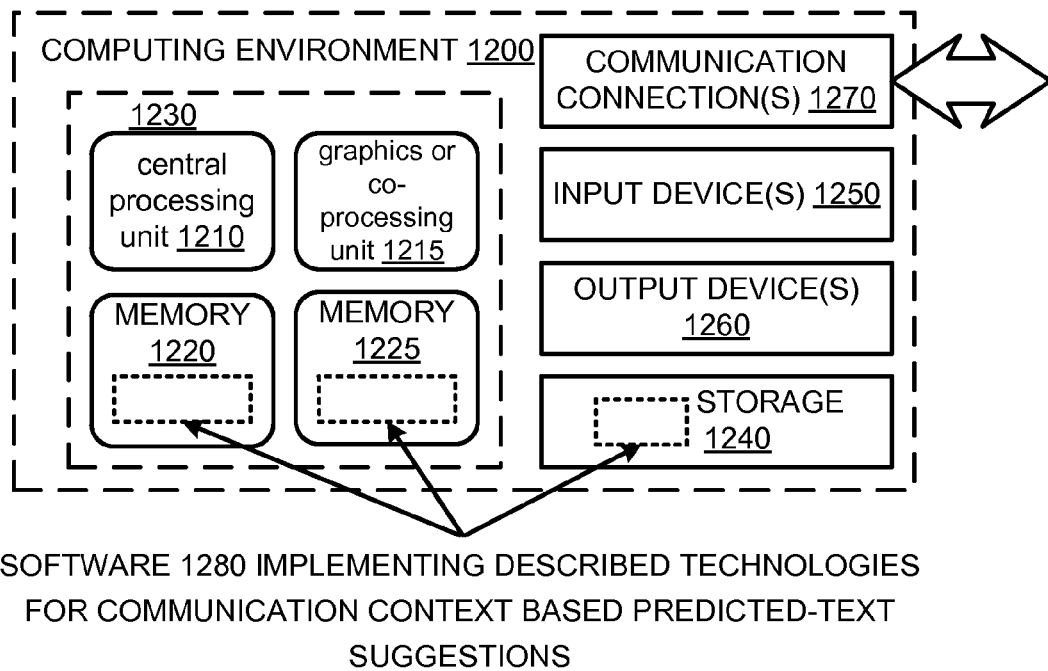 COMPUTING ENVIRONMENT 1200
1230
central
processing
unit 1210
graphics or
co-
processing
unit 1215
MEMORY
1220
MEMORY
1225
COMMUNICATION
CONNECTION(S) 1270
INPUT DEVICE(S) 1250
OUTPUT DEVICE(S)
1260
STORAGE
1240
SOFTWARE 1280 IMPLEMENTING DESCRIBED TECHNOLOGIES
FOR COMMUNICATION CONTEXT BASED PREDICTED-TEXT
SUGGESTIONS